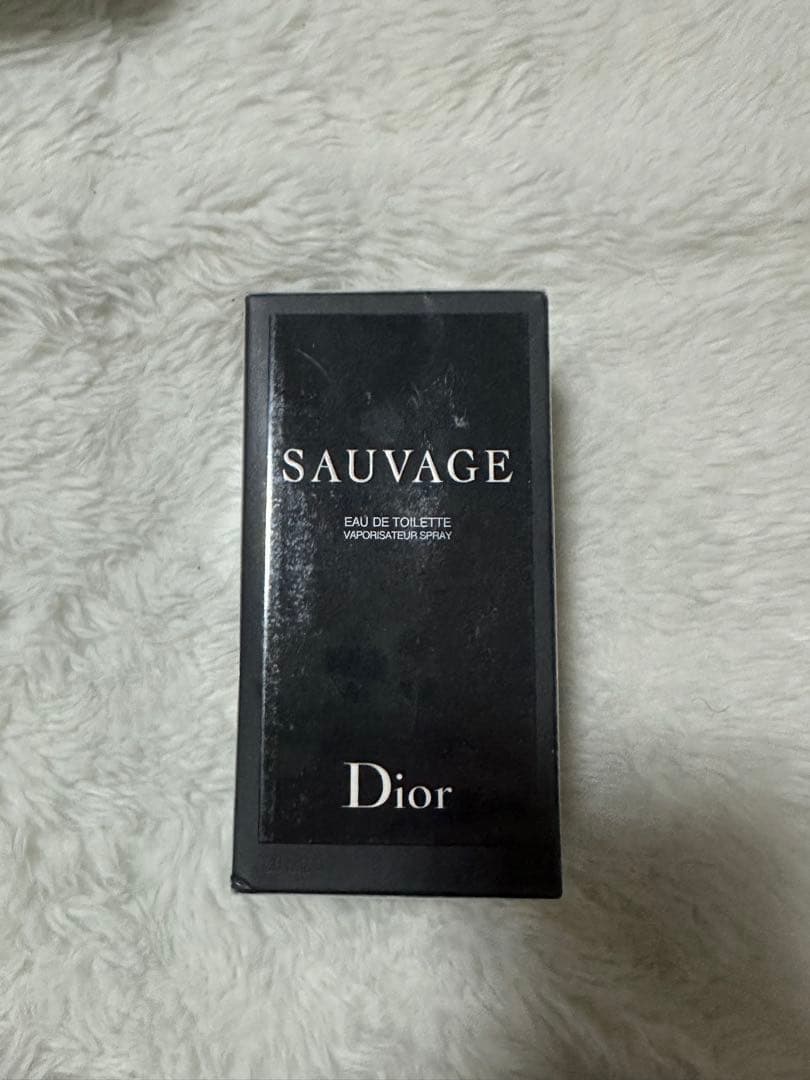 SAUVAGE
EAU DE TOILETTE
VAPORISATEUR SPRAY
Dior